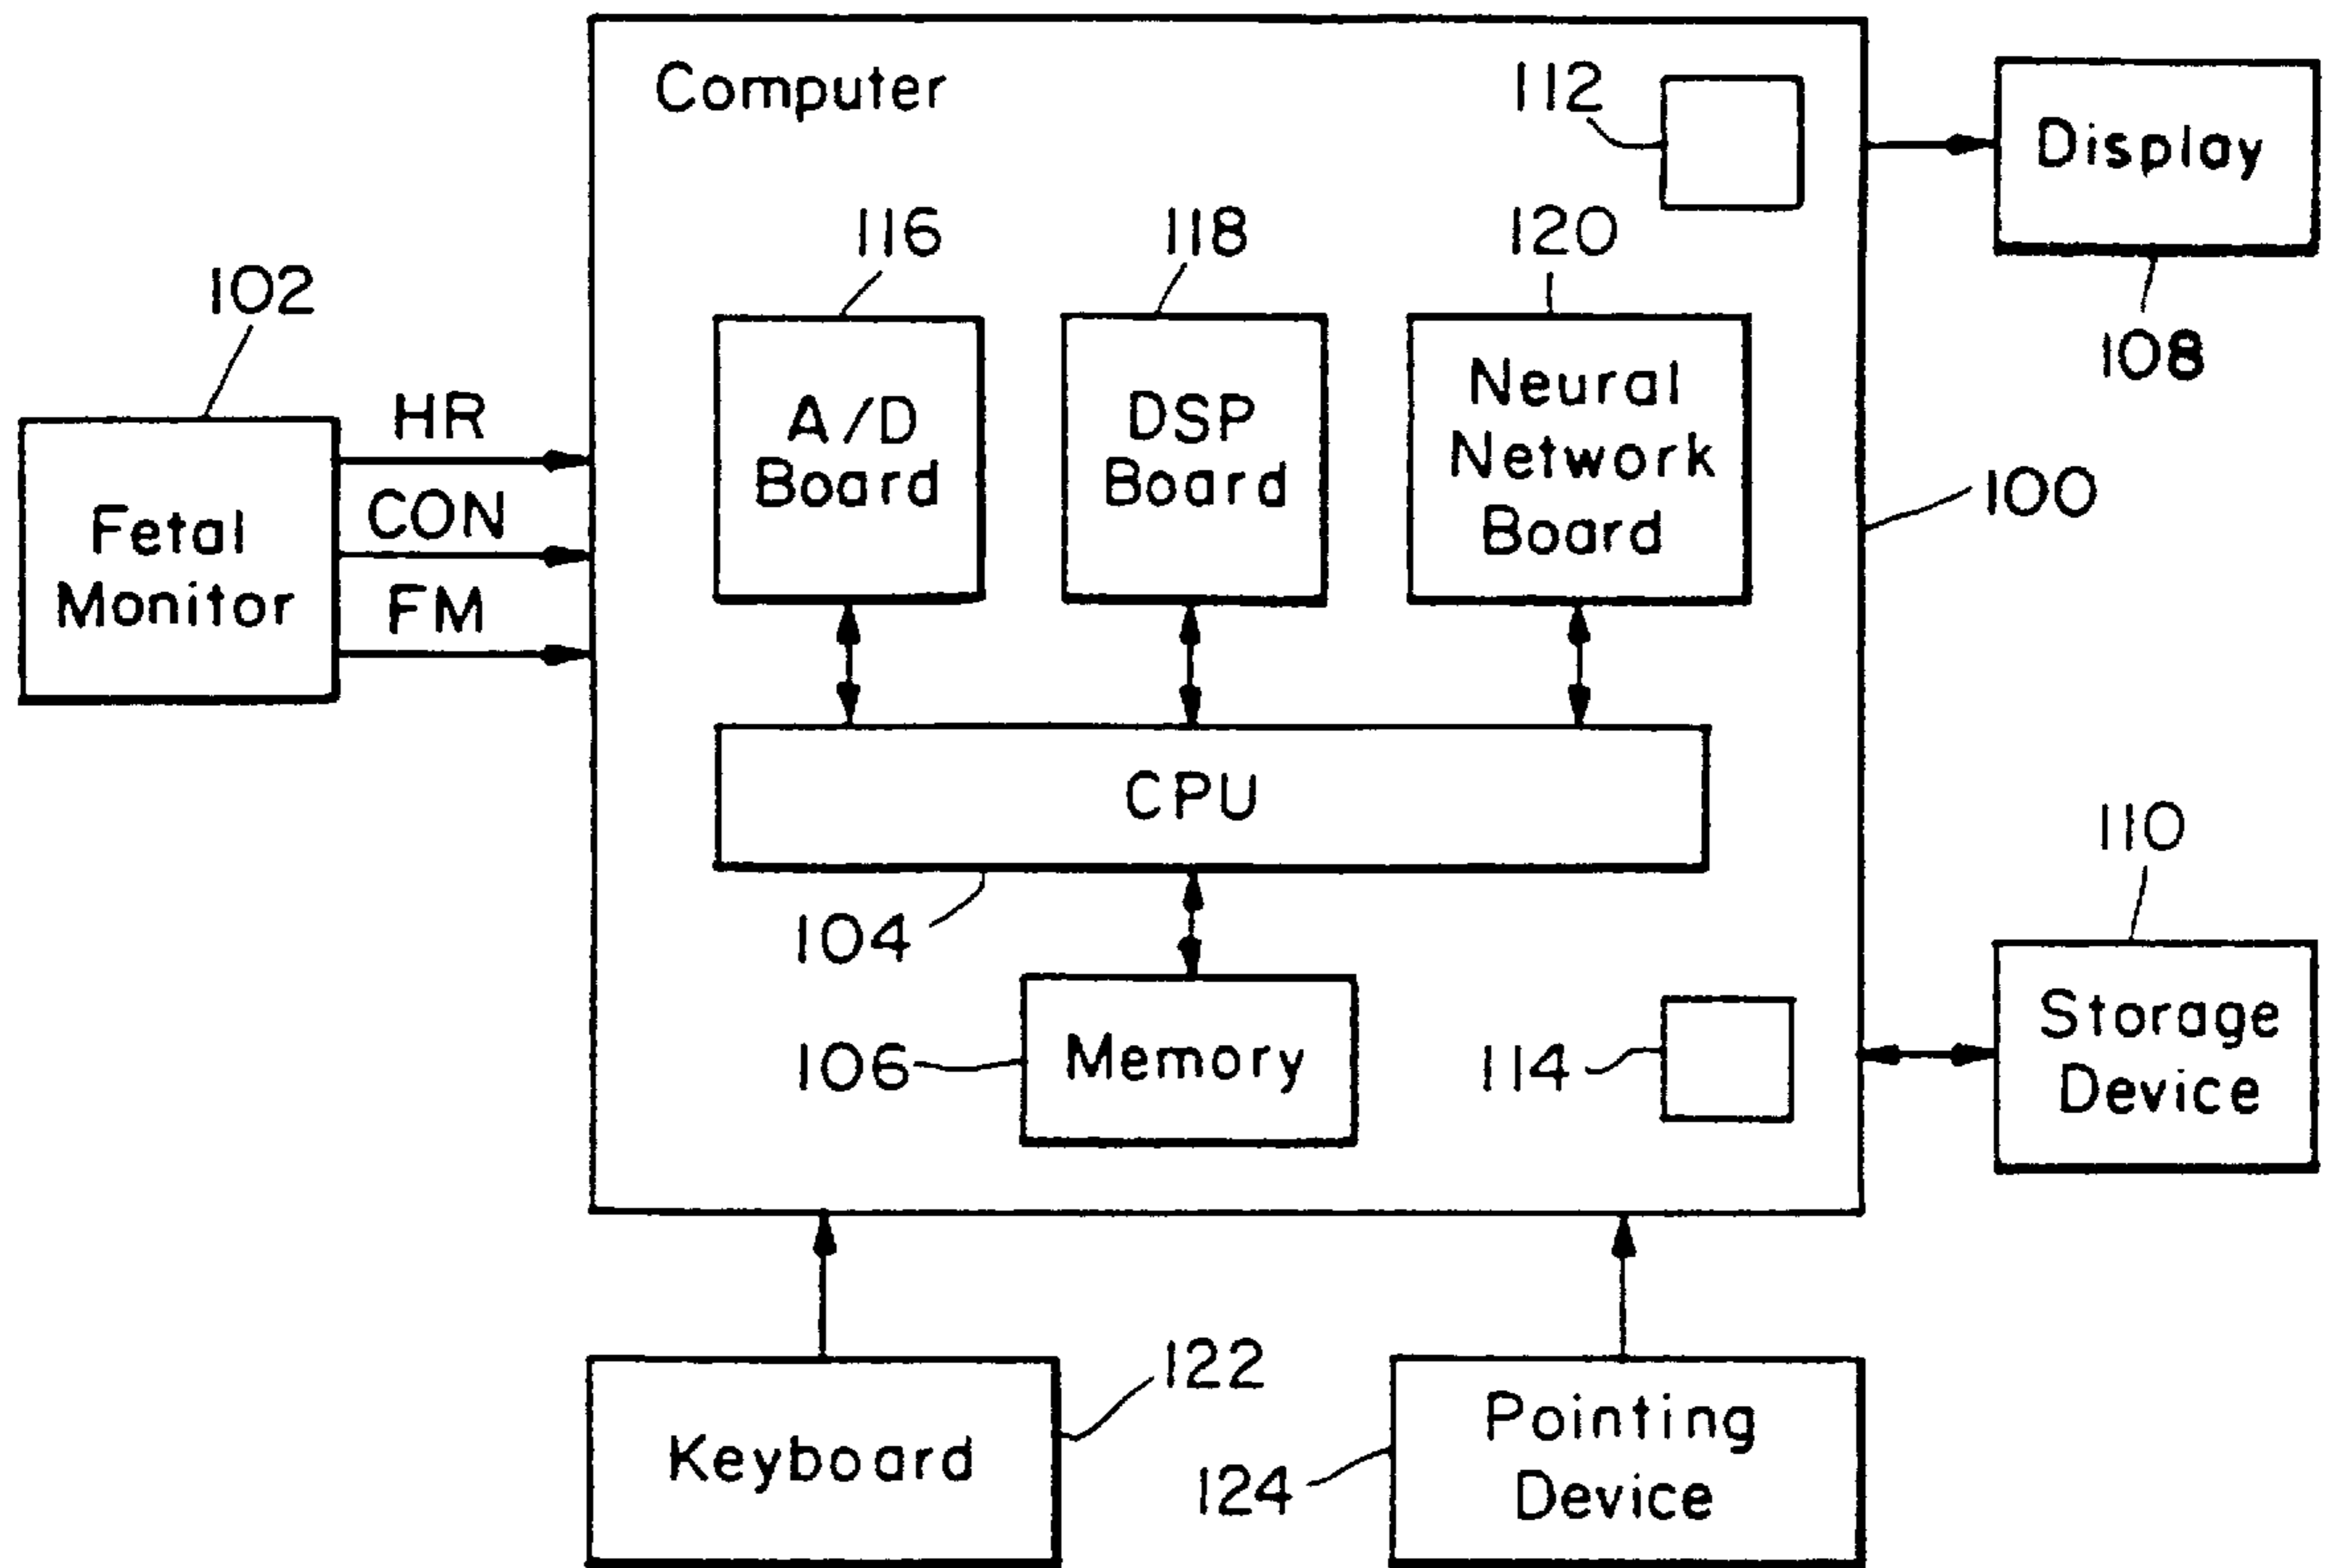 Computer
112
Display
108
116
118
120
102
A/D
Board
DSP
Board
Neural
Network
Board
HR
CON
FM
Fetal
Monitor
100
CPU
104
110
106
Memory
114
Storage
Device
122
Keyboard
124
Pointing
Device